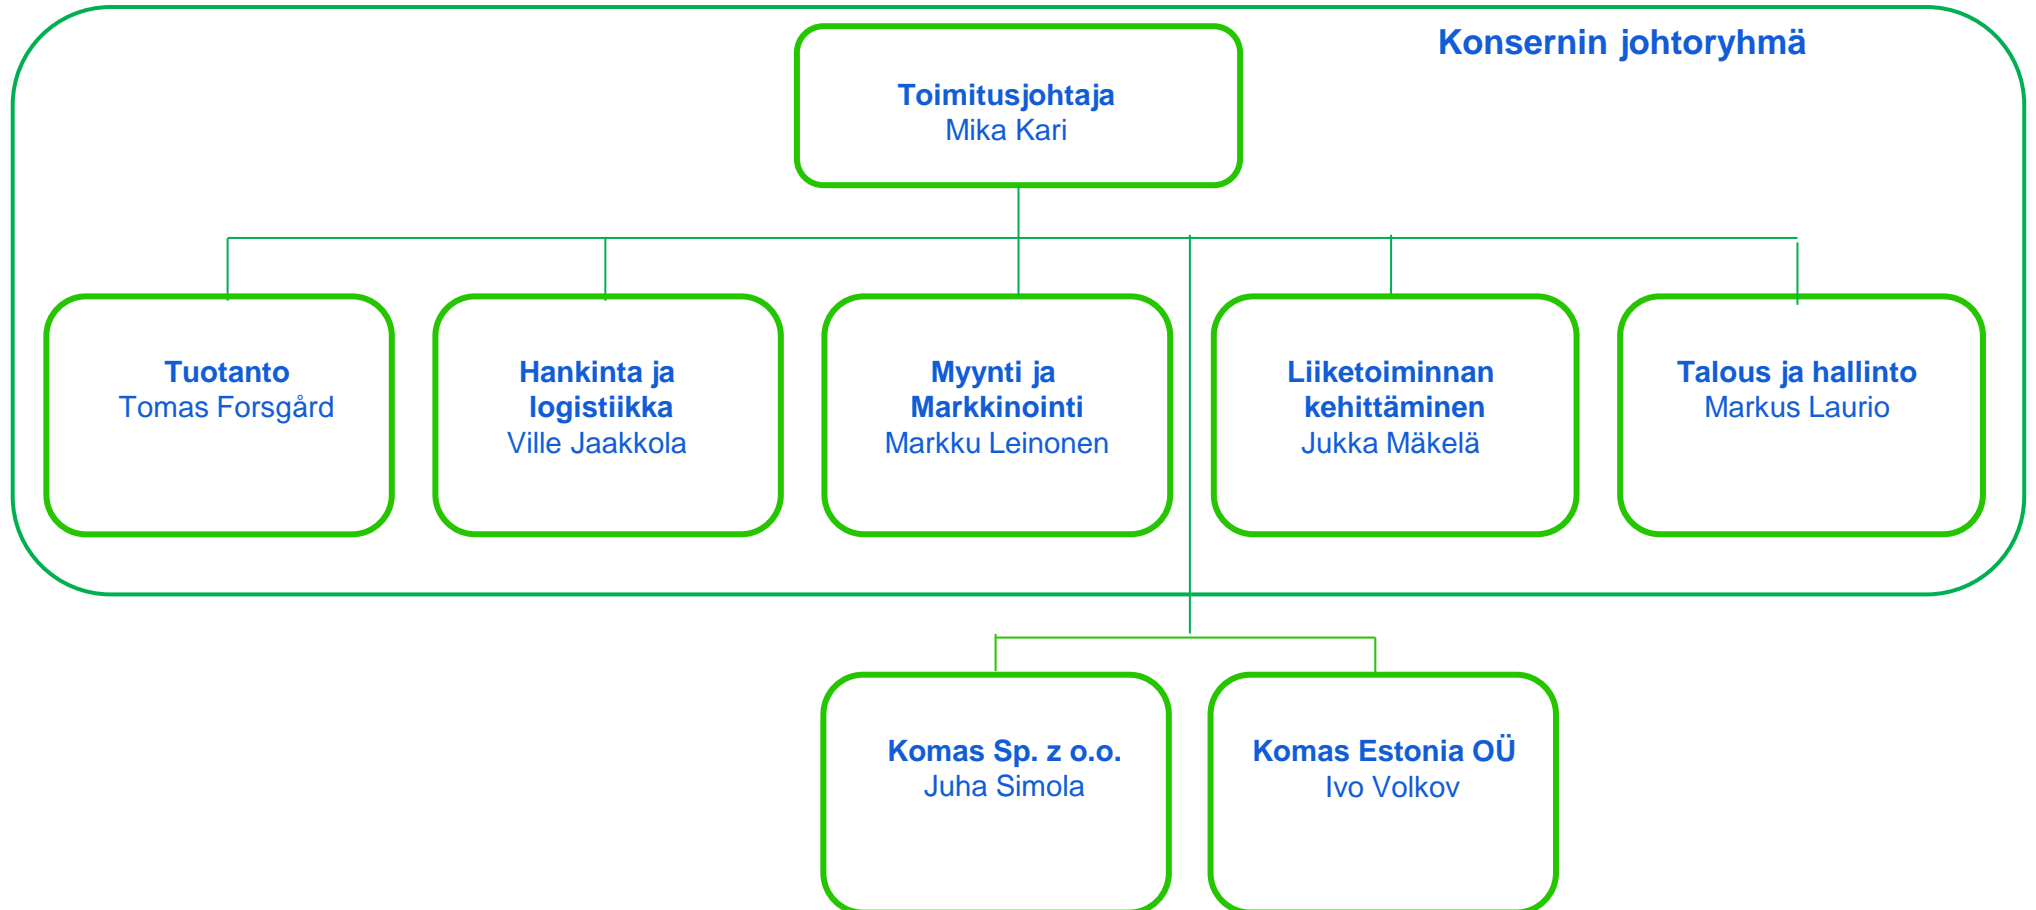 Konsernin johtoryhmä
Toimitusjohtaja
Mika Kari
Tuotanto
Tomas Forsgård
Hankinta ja
logistiikka
Ville Jaakkola
Myynti ja
Markkinointi
Markku Leinonen
Liiketoiminnan
kehittäminen
Jukka Mäkelä
Talous ja hallinto
Markus Laurio
Komas Sp. z o.o.
Juha Simola
Komas Estonia OÜ
Ivo Volkov